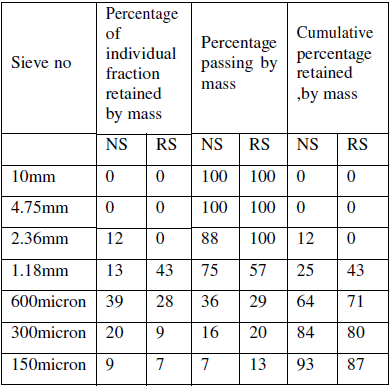 Sieve no | Percentage of individual fraction retained by mass | Percentage passing by mass | Cumulative percentage retained ,by mass
NS | RS | NS | RS | NS | RS
10mm | 0 | 0 | 100 | 100 | 0 | 0
4.75mm | 0 | 0 | 100 | 100 | 0 | 0
2.36mm | 12 | 0 | 88 | 100 | 12 | 0
1.18mm | 13 | 43 | 75 | 57 | 25 | 43
600micron | 39 | 28 | 36 | 29 | 64 | 71
300micron | 20 | 9 | 16 | 20 | 84 | 80
150micron | 9 | 7 | 7 | 13 | 93 | 87